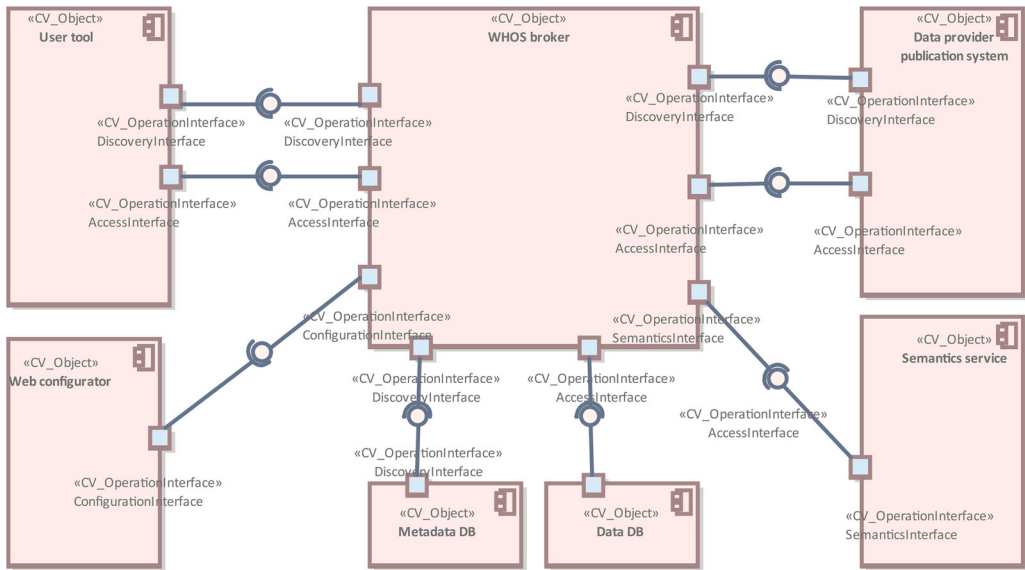 «CV_Object»
User tool
«CV_Object»
WHOS broker
«CV_Object»
Data provider
publication system
«CV_OperationInterface»
DiscoveryInterface
«CV_OperationInterface»
DiscoveryInterface
«CV_OperationInterface»
DiscoveryInterface
«CV_OperationInterface»
DiscoveryInterface
«CV_OperationInterface»
AccessInterface
«CV_OperationInterface»
AccessInterface
«CV_OperationInterface»
AccessInterface
«CV_OperationInterface»
AccessInterface
«CV_OperationInterface»
ConfigurationInterface
«CV_OperationInterface»
SemanticsInterface
«CV_Object»
Web configurator
«CV_Object»
Semantics service
«CV_OperationInterface»
DiscoveryInterface
«CV_OperationInterface»
AccessInterface
«CV_OperationInterface»
AccessInterface
«CV_OperationInterface»
DiscoveryInterface
«CV_OperationInterface»
ConfigurationInterface
«CV_Object»
Metadata DB
«CV_Object»
Data DB
«CV_OperationInterface»
SemanticsInterface